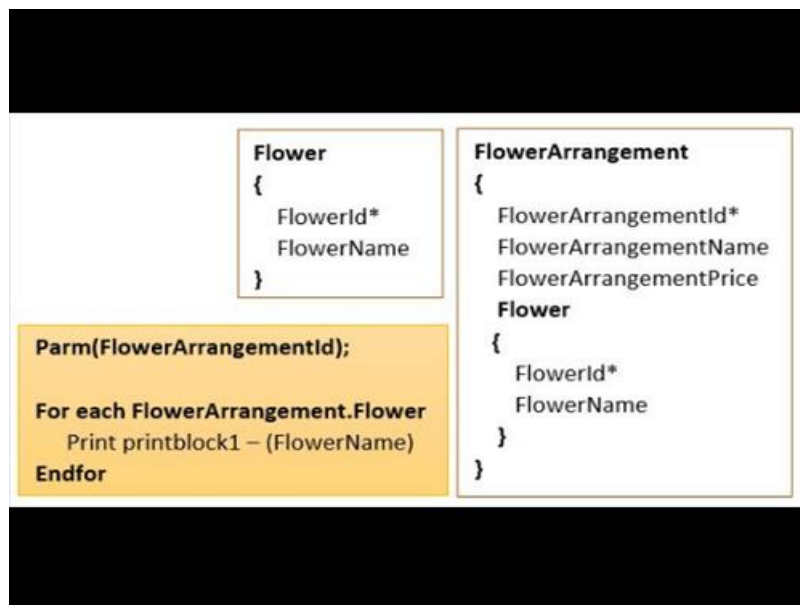 Flower
{
FlowerId*
FlowerName
}
FlowerArrangement
{
FlowerArrangementId*
FlowerArrangementName
FlowerArrangementPrice
Flower
{
FlowerId*
FlowerName
}
}
Parm(FlowerArrangementId);
For each FlowerArrangement.Flower
Print printblock1 – (FlowerName)
Endfor